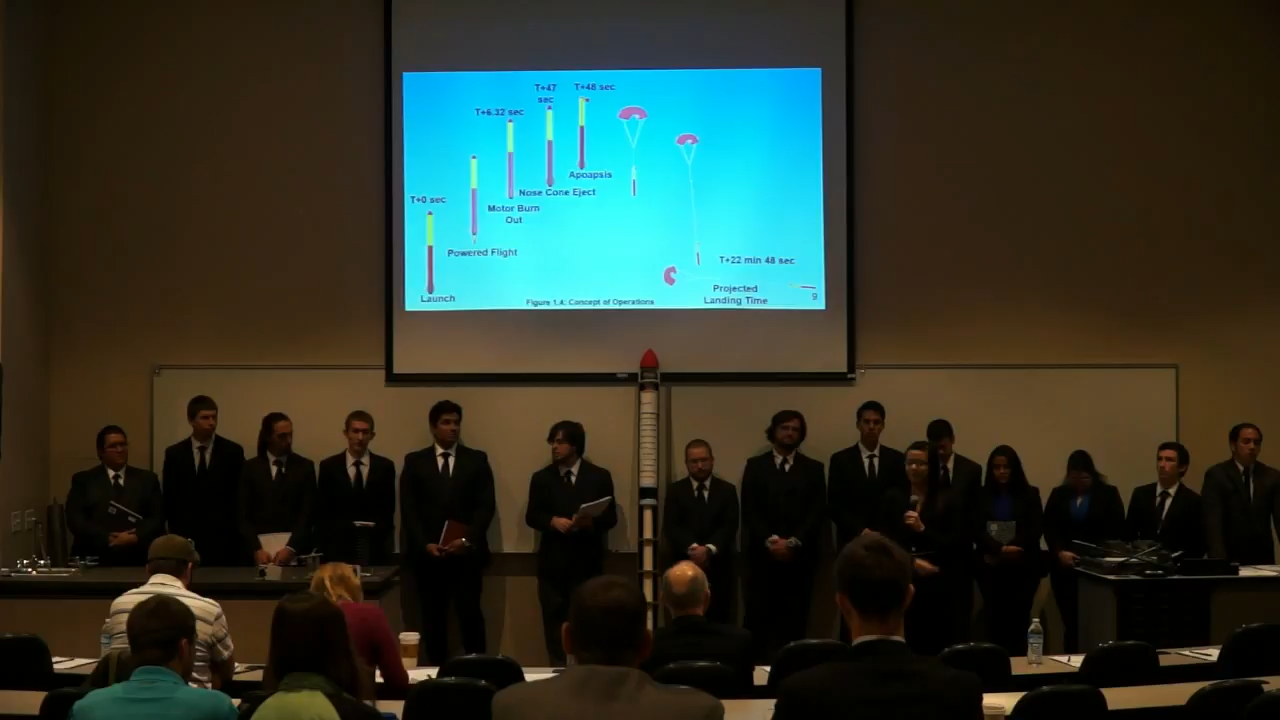 T+47
sec
T+48 sec
T+6.32 sec
Apoapsis
Nose Cone Eject
T+0 sec
Motor Burn
Out
Powered Flight
T+22 min 48 sec
Projected
Landing Time
9
Launch
Figure 1.4: Concept of Operations